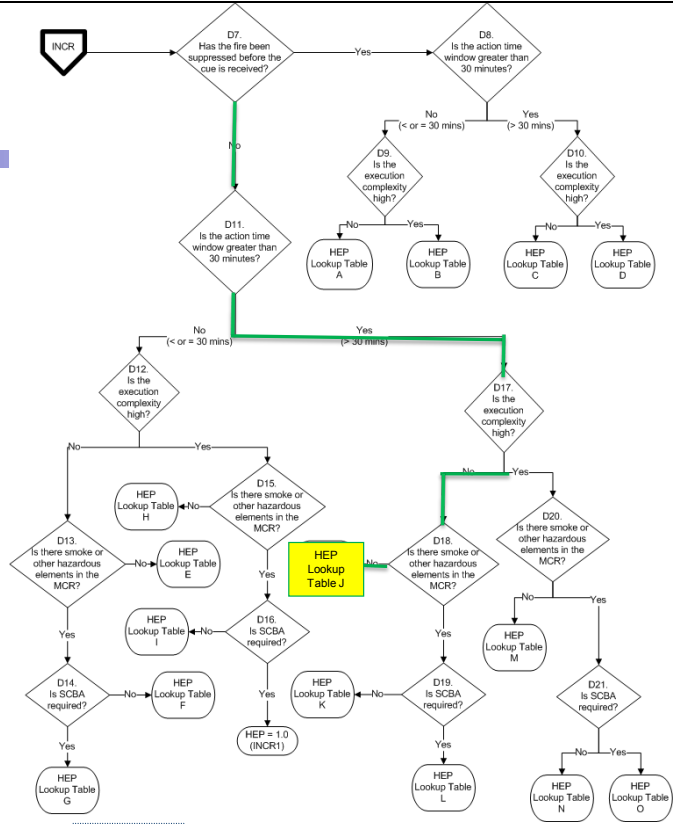 INCR
D7.
Has the fire been
suppressed before the
cue is received?
Yes
D8.
Is the action time
window greater than
30 minutes?
No
(< or = 30 mins)
Yes
(> 30 mins)
No
D9.
Is the
execution
complexity
high?
D10.
Is the
execution
complexity
high?
No
Yes
No
Yes
HEP
Lookup Table
A
HEP
Lookup Table
B
HEP
Lookup Table
C
HEP
Lookup Table
D
D11.
Is the action time
window greater than
30 minutes?
No
(< or = 30 mins)
Yes
(> 30 mins)
D12.
Is the
execution
complexity
high?
D17.
Is the
execution
complexity
high?
No
Yes
No
Yes
D15.
Is there smoke or
other hazardous
elements in the
MCR?
No
HEP
Lookup Table
H
D13.
Is there smoke or
other hazardous
elements in the
MCR?
No
HEP
Lookup Table
E
HEP
Lookup
Table J
No
D18.
Is there smoke or
other hazardous
elements in the
MCR?
D20.
Is there smoke or
other hazardous
elements in the
MCR?
Yes
Yes
Yes
No
Yes
HEP
Lookup Table
I
No
D16.
Is SCBA
required?
HEP
Lookup Table
M
D14.
Is SCBA
required?
No
HEP
Lookup Table
F
Yes
HEP
Lookup Table
K
No
D19.
Is SCBA
required?
D21.
Is SCBA
required?
Yes
HEP = 1.0
(INCR1)
Yes
No
Yes
HEP
Lookup Table
G
HEP
Lookup Table
L
HEP
Lookup Table
N
HEP
Lookup Table
O